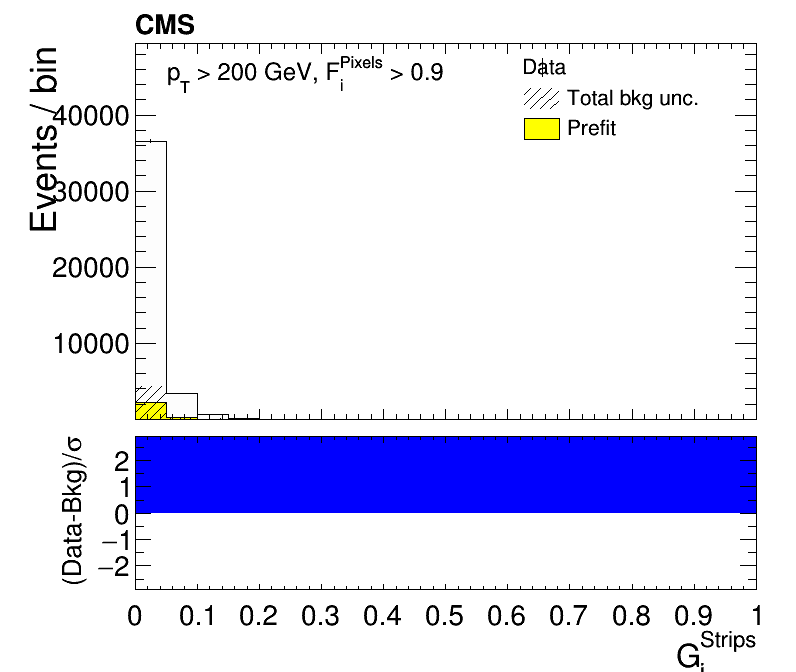 CMS
p_T > 200 GeV, F_i^Pixels > 0.9
Data
Total bkg unc.
Prefit
Events / bin
40000
30000
20000
10000
(Data-Bkg)/σ
2
1
0
−1
−2
0 0.1 0.2 0.3 0.4 0.5 0.6 0.7 0.8 0.9 1
G_i^Strips